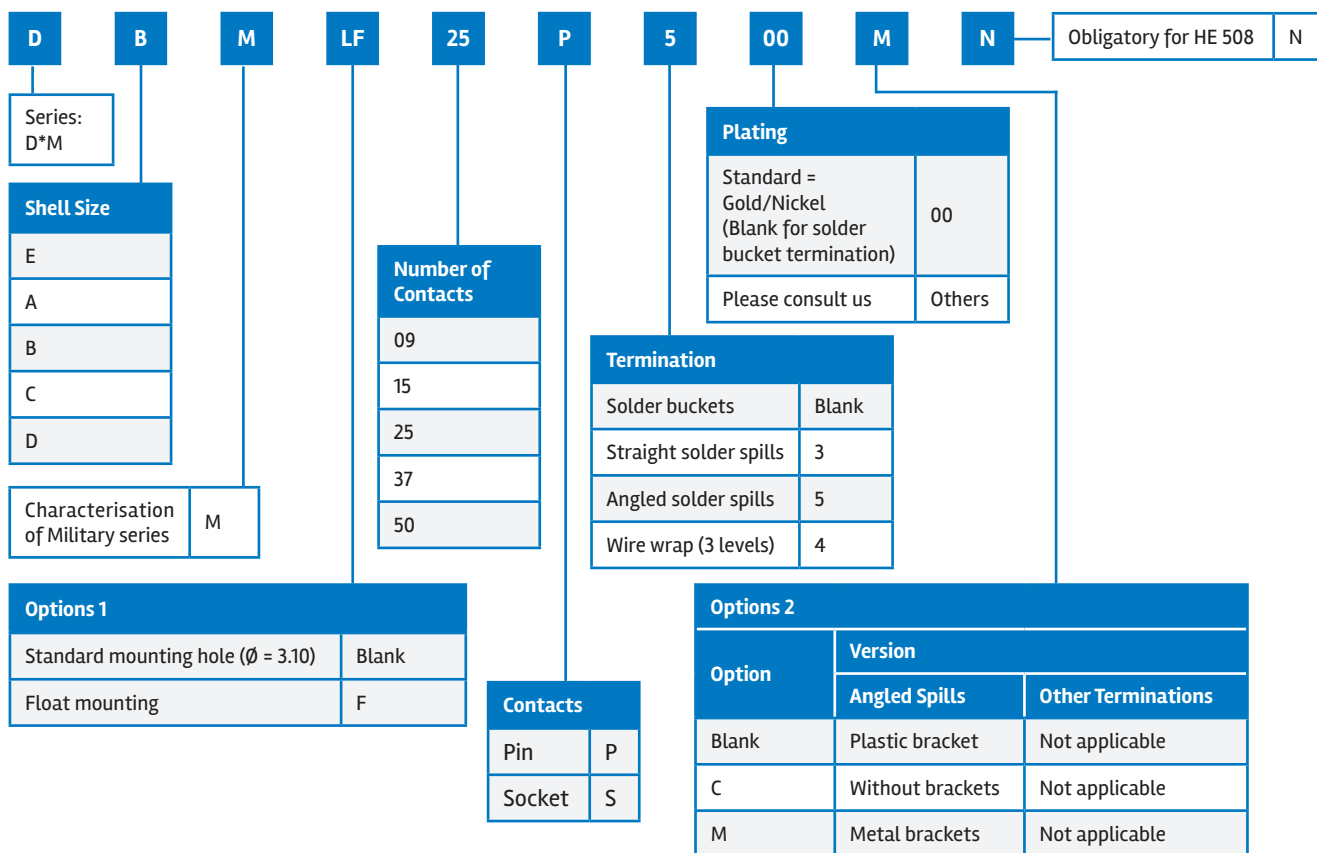 D B M LF 25 P 5 00 M N
Obligatory for HE 508 N
Series:
D*M
Shell Size
E
A
B
C
D
Characterisation
of Military series
M
Options 1
Standard mounting hole (Ø = 3.10) Blank
Float mounting F
Number of
Contacts
09
15
25
37
50
Contacts
Pin P
Socket S
Termination
Solder buckets Blank
Straight solder spills 3
Angled solder spills 5
Wire wrap (3 levels) 4
Plating
Standard =
Gold/Nickel
(Blank for solder
bucket termination)
00
Please consult us Others
Options 2
Option
Version
Angled Spills Other Terminations
Blank Plastic bracket Not applicable
C Without brackets Not applicable
M Metal brackets Not applicable